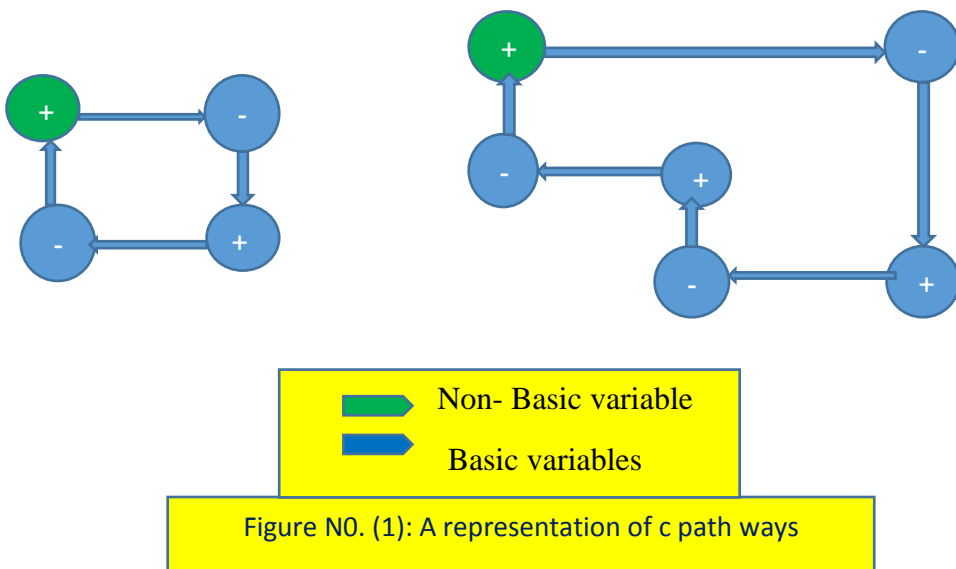 + -
- +
+ -
- +
- +
Non- Basic variable
Basic variables
Figure N0. (1): A representation of c path ways